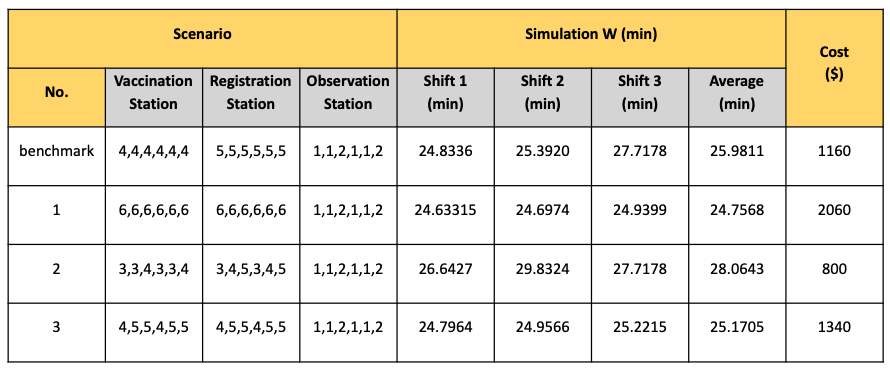 Scenario Simulation W (min) Cost ($)
No. Vaccination Station Registration Station Observation Station Shift 1 (min) Shift 2 (min) Shift 3 (min) Average (min)
benchmark 4,4,4,4,4,4 5,5,5,5,5,5 1,1,2,1,1,2 24.8336 25.3920 27.7178 25.9811 1160
1 6,6,6,6,6,6 6,6,6,6,6,6 1,1,2,1,1,2 24.63315 24.6974 24.9399 24.7568 2060
2 3,3,4,3,3,4 3,4,5,3,4,5 1,1,2,1,1,2 26.6427 29.8324 27.7178 28.0643 800
3 4,5,5,4,5,5 4,5,5,4,5,5 1,1,2,1,1,2 24.7964 24.9566 25.2215 25.1705 1340